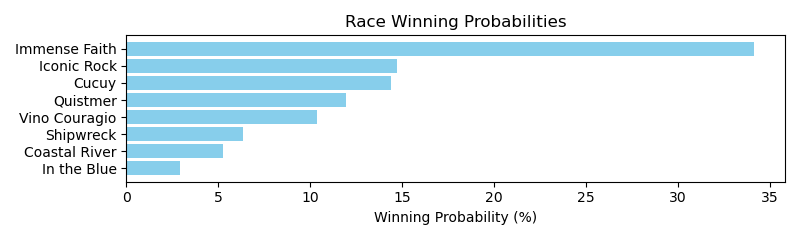 Race Winning Probabilities
Immense Faith
Iconic Rock
Cucuy
Quistmer
Vino Couragio
Shipwreck
Coastal River
In the Blue
0 5 10 15 20 25 30 35
Winning Probability (%)